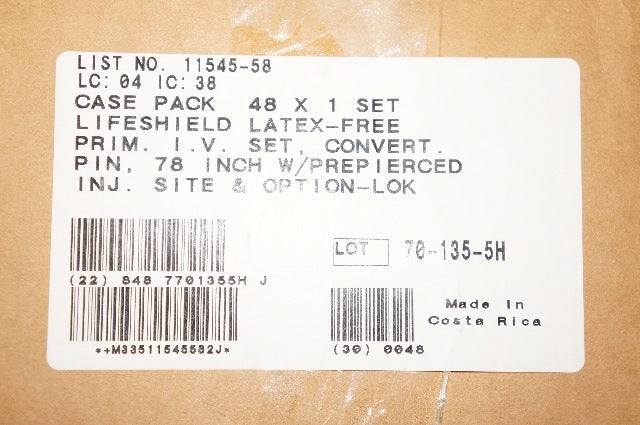 LIST NO. 11545-58
LC: 04 IC: 38
CASE PACK 48 X 1 SET
LIFESHIELD LATEX-FREE
PRIM. I.V. SET, CONVERT.
PIN, 78 INCH W/PREPIERCED
INJ. SITE & OPTION-LOK
LOT 70-135-5H
(22) 848 7701355H J
Made In
Costa Rica
*+M33511545582J*
(30) 0048